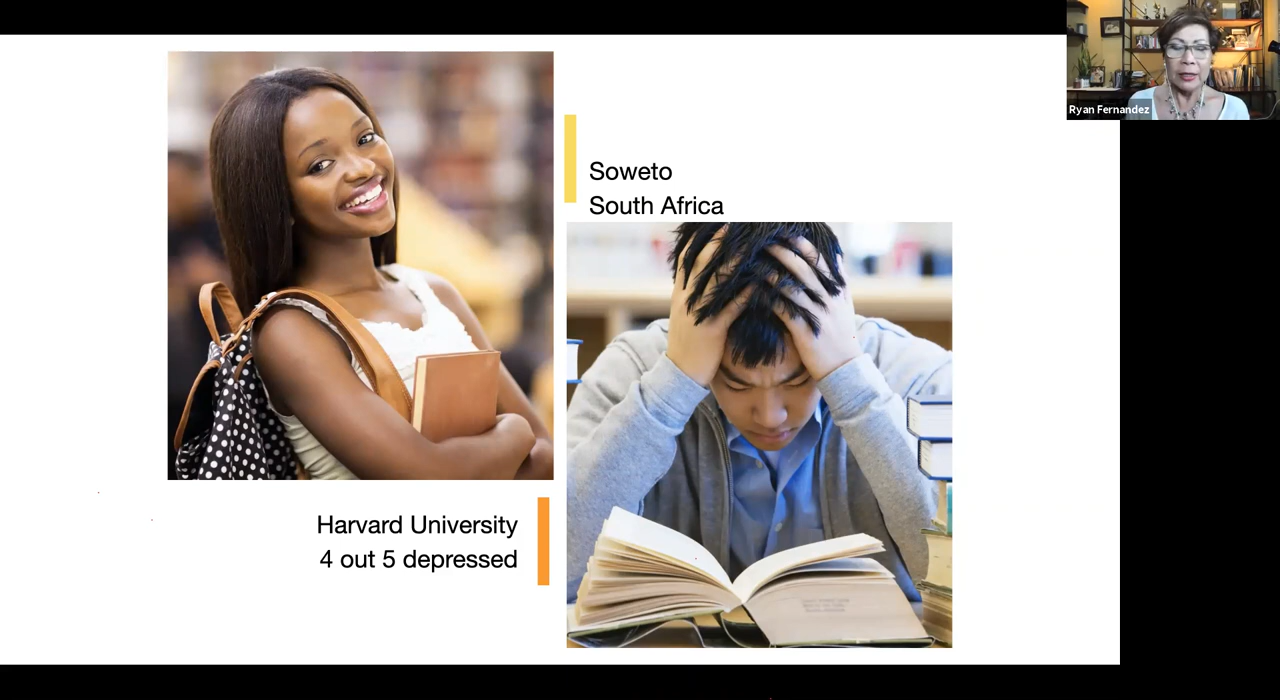 Ryan Fernandez
Soweto
South Africa
Harvard University
4 out 5 depressed